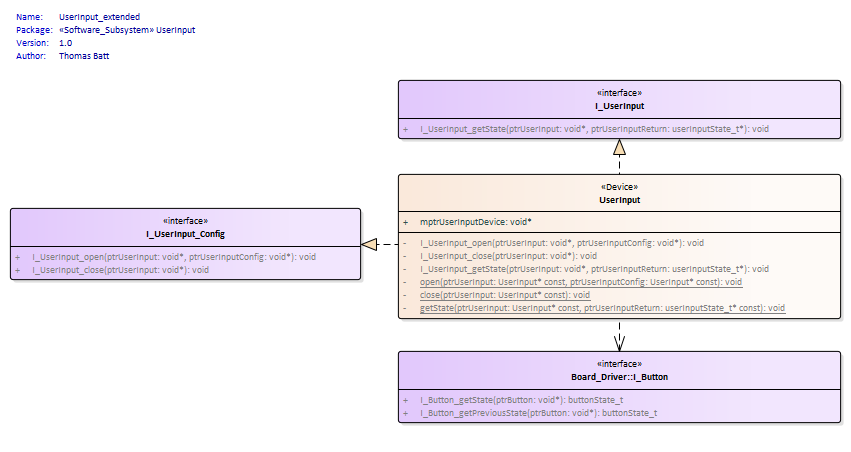 Name: UserInput_extended
Package: «Software_Subsystem» UserInput
Version: 1.0
Author: Thomas Batt
«interface»
I_UserInput
+ I_UserInput_getState(ptrUserInput: void*, ptrUserInputReturn: userInputState_t*): void
«Device»
UserInput
+ mptrUserInputDevice: void*
- I_UserInput_open(ptrUserInput: void*, ptrUserInputConfig: void*): void
- I_UserInput_close(ptrUserInput: void*): void
- I_UserInput_getState(ptrUserInput: void*, ptrUserInputReturn: userInputState_t*): void
- open(ptrUserInput: UserInput* const, ptrUserInputConfig: UserInput* const): void
- close(ptrUserInput: UserInput* const): void
- getState(ptrUserInput: UserInput* const, ptrUserInputReturn: userInputState_t* const): void
«interface»
I_UserInput_Config
+ I_UserInput_open(ptrUserInput: void*, ptrUserInputConfig: void*): void
+ I_UserInput_close(ptrUserInput: void*): void
«interface»
Board_Driver::I_Button
+ I_Button_getState(ptrButton: void*): buttonState_t
+ I_Button_getPreviousState(ptrButton: void*): buttonState_t